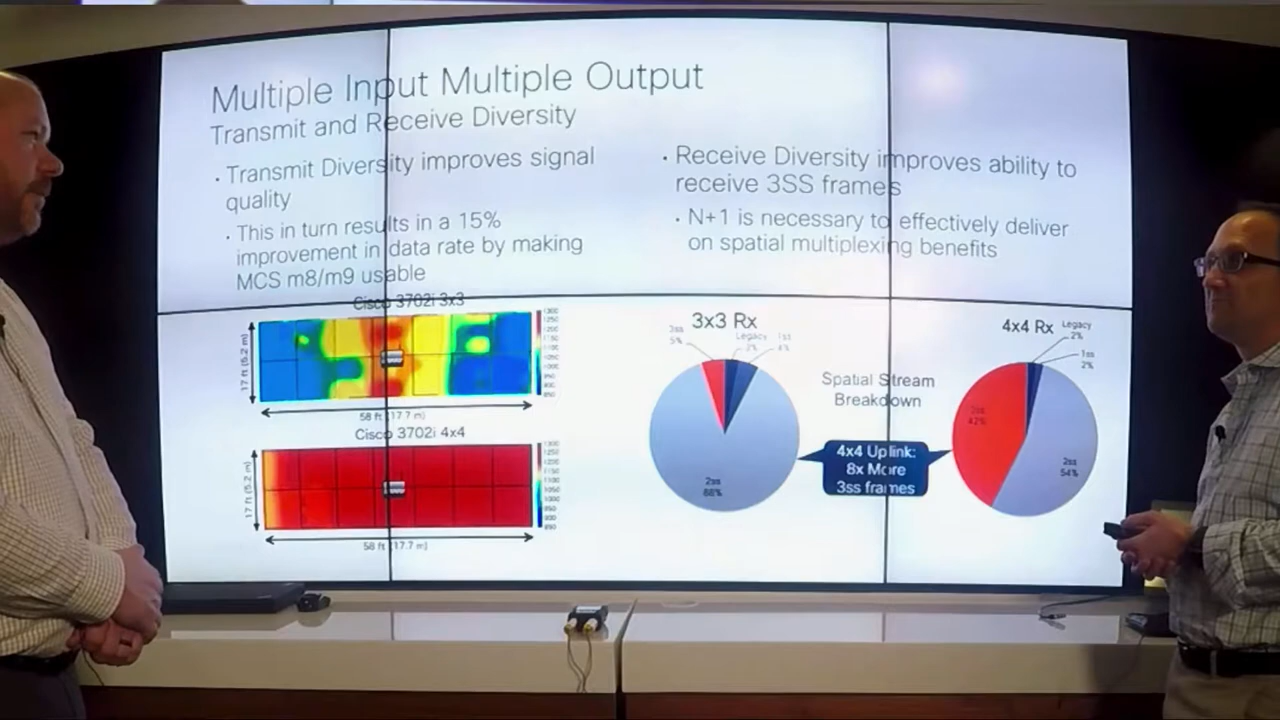 Multiple Input Multiple Output
Transmit and Receive Diversity
· Transmit Diversity improves signal
quality
· This in turn results in a 15%
improvement in data rate by making
MCS m8/m9 usable
· Receive Diversity improves ability to
receive 3SS frames
· N+1 is necessary to effectively deliver
on spatial multiplexing benefits
Cisco 3702i 3x3
17 ft (5.2 m)
58 ft (17.7 m)
Cisco 3702i 4x4
17 ft (5.2 m)
58 ft (17.7 m)
3x3 Rx
3ss
5%
Legacy
1ss
2ss
88%
Spatial Stream
Breakdown
4x4 Uplink:
8x More
3ss frames
4x4 Rx
Legacy
2%
1ss
2%
42%
2ss
54%